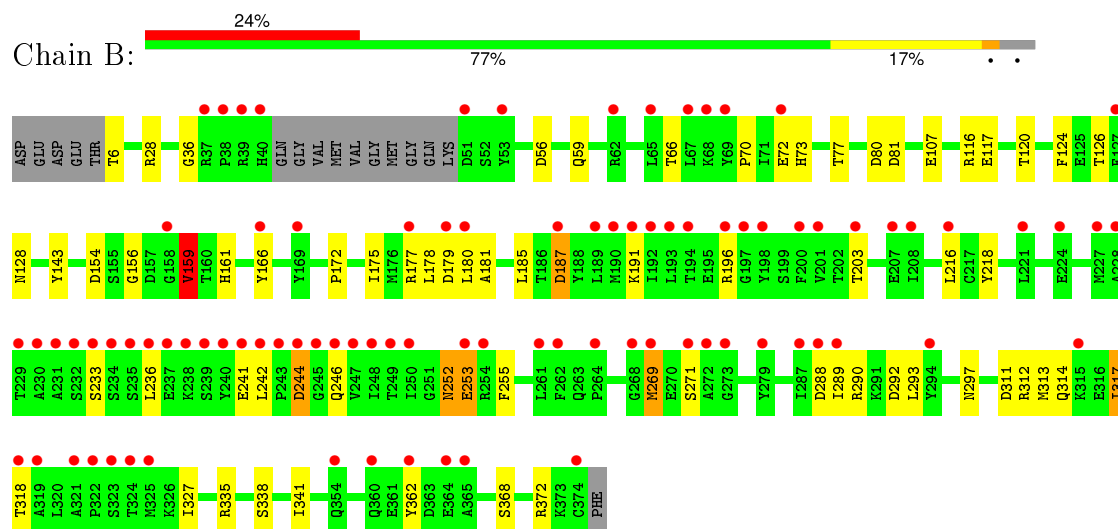 24%
Chain B:
77% 17% • •
ASP GLU ASP GLU THR T6 R28 G36 R37 P38 R39 H40 GLN GLY VAL MET VAL GLY MET GLY GLN LYS D51 S52 Y53 D56 Q59 R62 L65 T66 L67 K68 Y69 P70 I71 E72 H73 T77 D80 D81 E107 R116 E117 T120 F124 E125 T126
N128 Y143 D154 S155 G156 D157 G158 V159 T160 H161 Y166 Y169 P172 I175 M176 R177 L178 D179 L180 A181 L185 T186 D187 Y188 L189 M190 K191 I192 L193 T194 E195 R196 G197 Y198 S199 F200 V201 T202 T203 E207 I208 L216 C217 Y218 L221 E224 M227
T229 A230 A231 S232 S233 S234 S235 L236 E237 K238 S239 Y240 E241 L242 P243 D244 G245 Q246 V247 I248 T249 I250 G251 N252 E253 R254 F255 L261 F262 Q263 P264 G268 M269 E270 S271 A272 G273 Y279 I287 D288 I289 R290 K291 D292 L293 Y294 N297 D311 R312 M313 Q314 K315 E316 I317
T318 A319 L320 A321 P322 S323 T324 M325 K326 I327 R335 S338 I341 Q354 Q360 E361 Y362 D363 E364 A365 S368 R372 K373 C374 PHE